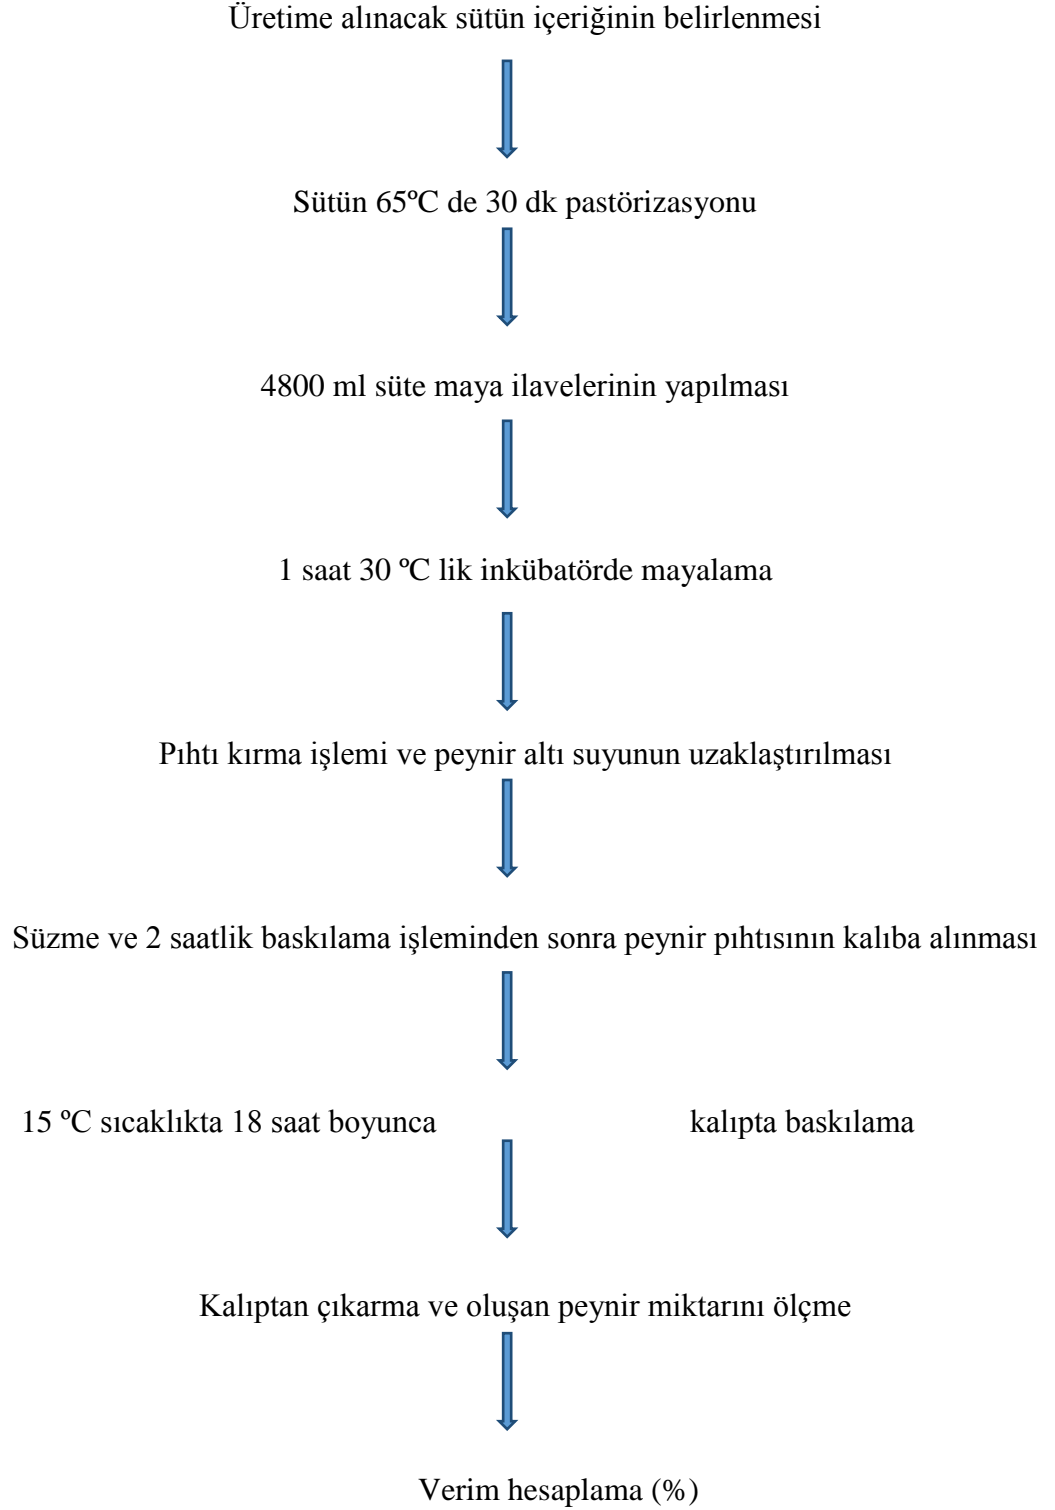 Üretime alınacak sütün içeriğinin belirlenmesi
Sütün 65ºC de 30 dk pastörizasyonu
4800 ml süte maya ilavelerinin yapılması
1 saat 30 ºC lik inkübatörde mayalama
Pıhtı kırma işlemi ve peynir altı suyunun uzaklaştırılması
Süzme ve 2 saatlik baskılama işleminden sonra peynir pıhtısının kalıba alınması
15 ºC sıcaklıkta 18 saat boyunca kalıpta baskılama
Kalıptan çıkarma ve oluşan peynir miktarını ölçme
Verim hesaplama (%)